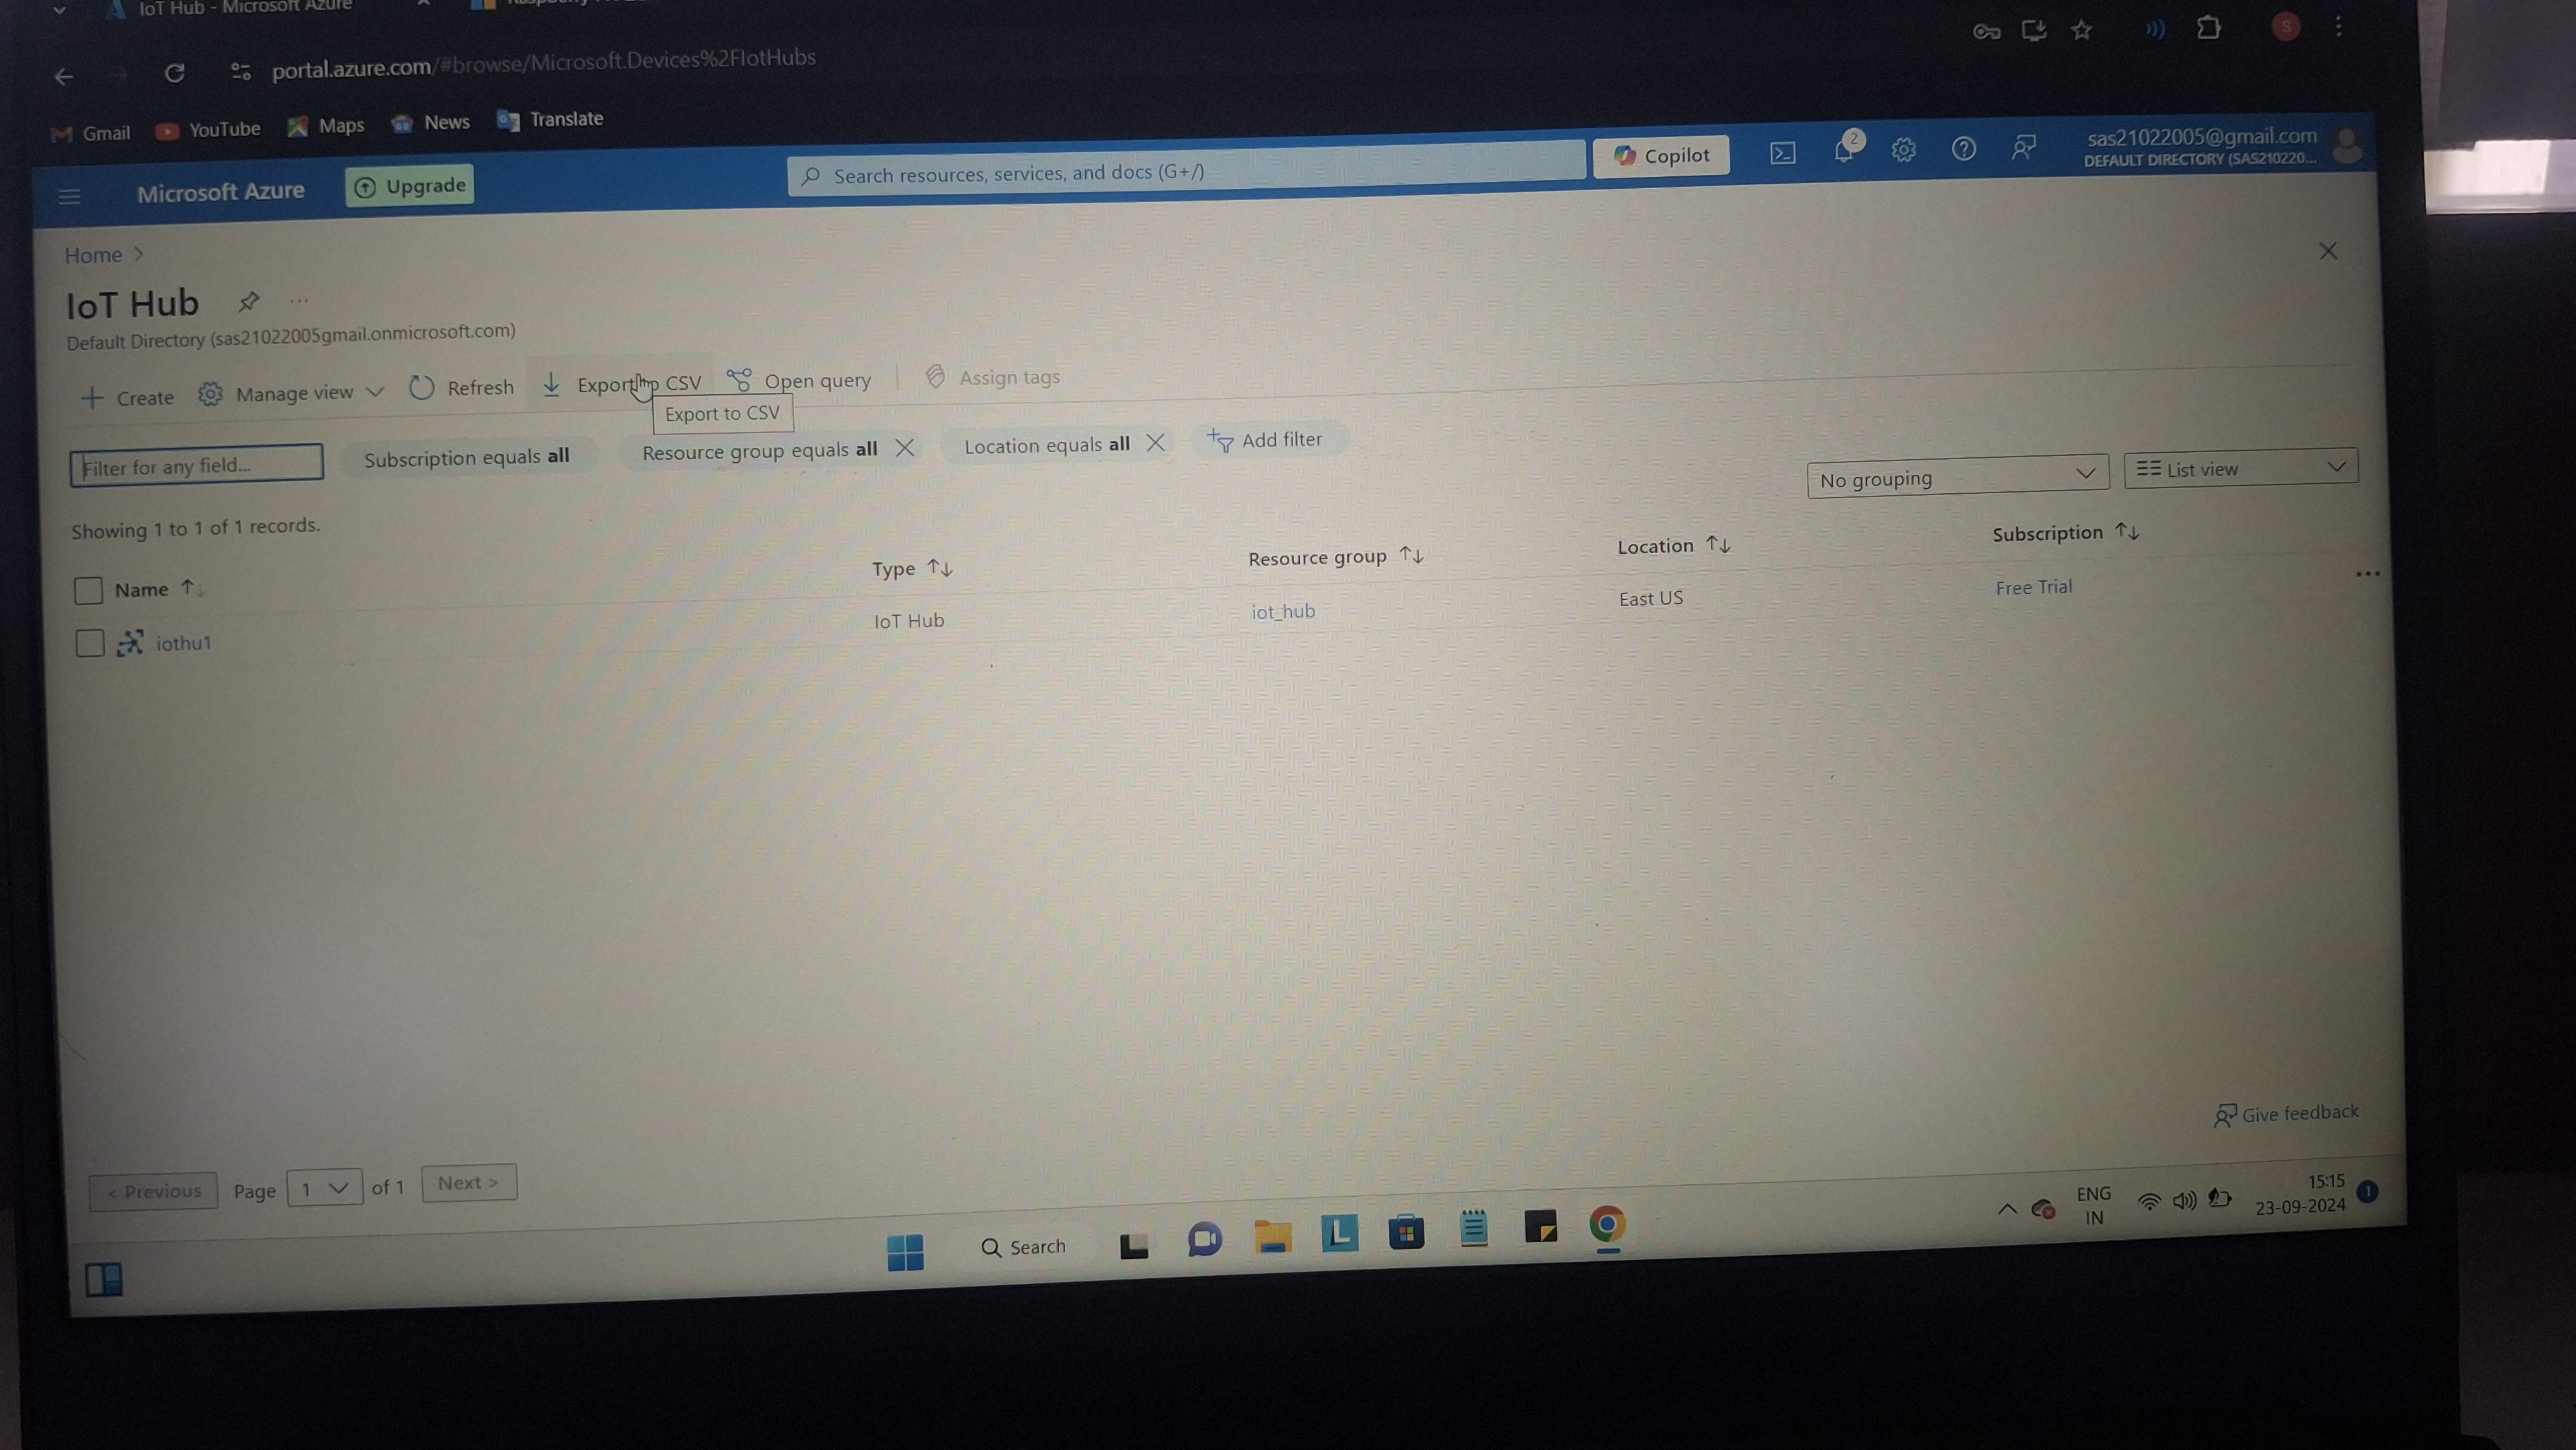 IoT Hub - Microsoft Azure
portal.azure.com/#browse/Microsoft.Devices%2FIotHubs
Gmail YouTube Maps News Translate
Microsoft Azure Upgrade Search resources, services, and docs (G+/) Copilot 2 sas21022005@gmail.com
DEFAULT DIRECTORY (SAS210220...
S
Home >
IoT Hub ...
Default Directory (sas21022005gmail.onmicrosoft.com)
+ Create Manage view Refresh Export to CSV Open query Assign tags
Export to CSV
Filter for any field... Subscription equals all Resource group equals all Location equals all Add filter
No grouping List view
Showing 1 to 1 of 1 records.
Name Type Resource group Location Subscription
iothu1 IoT Hub iot_hub East US Free Trial ...
Give feedback
< Previous Page 1 of 1 Next >
Search
ENG
IN
15:15
23-09-2024
1